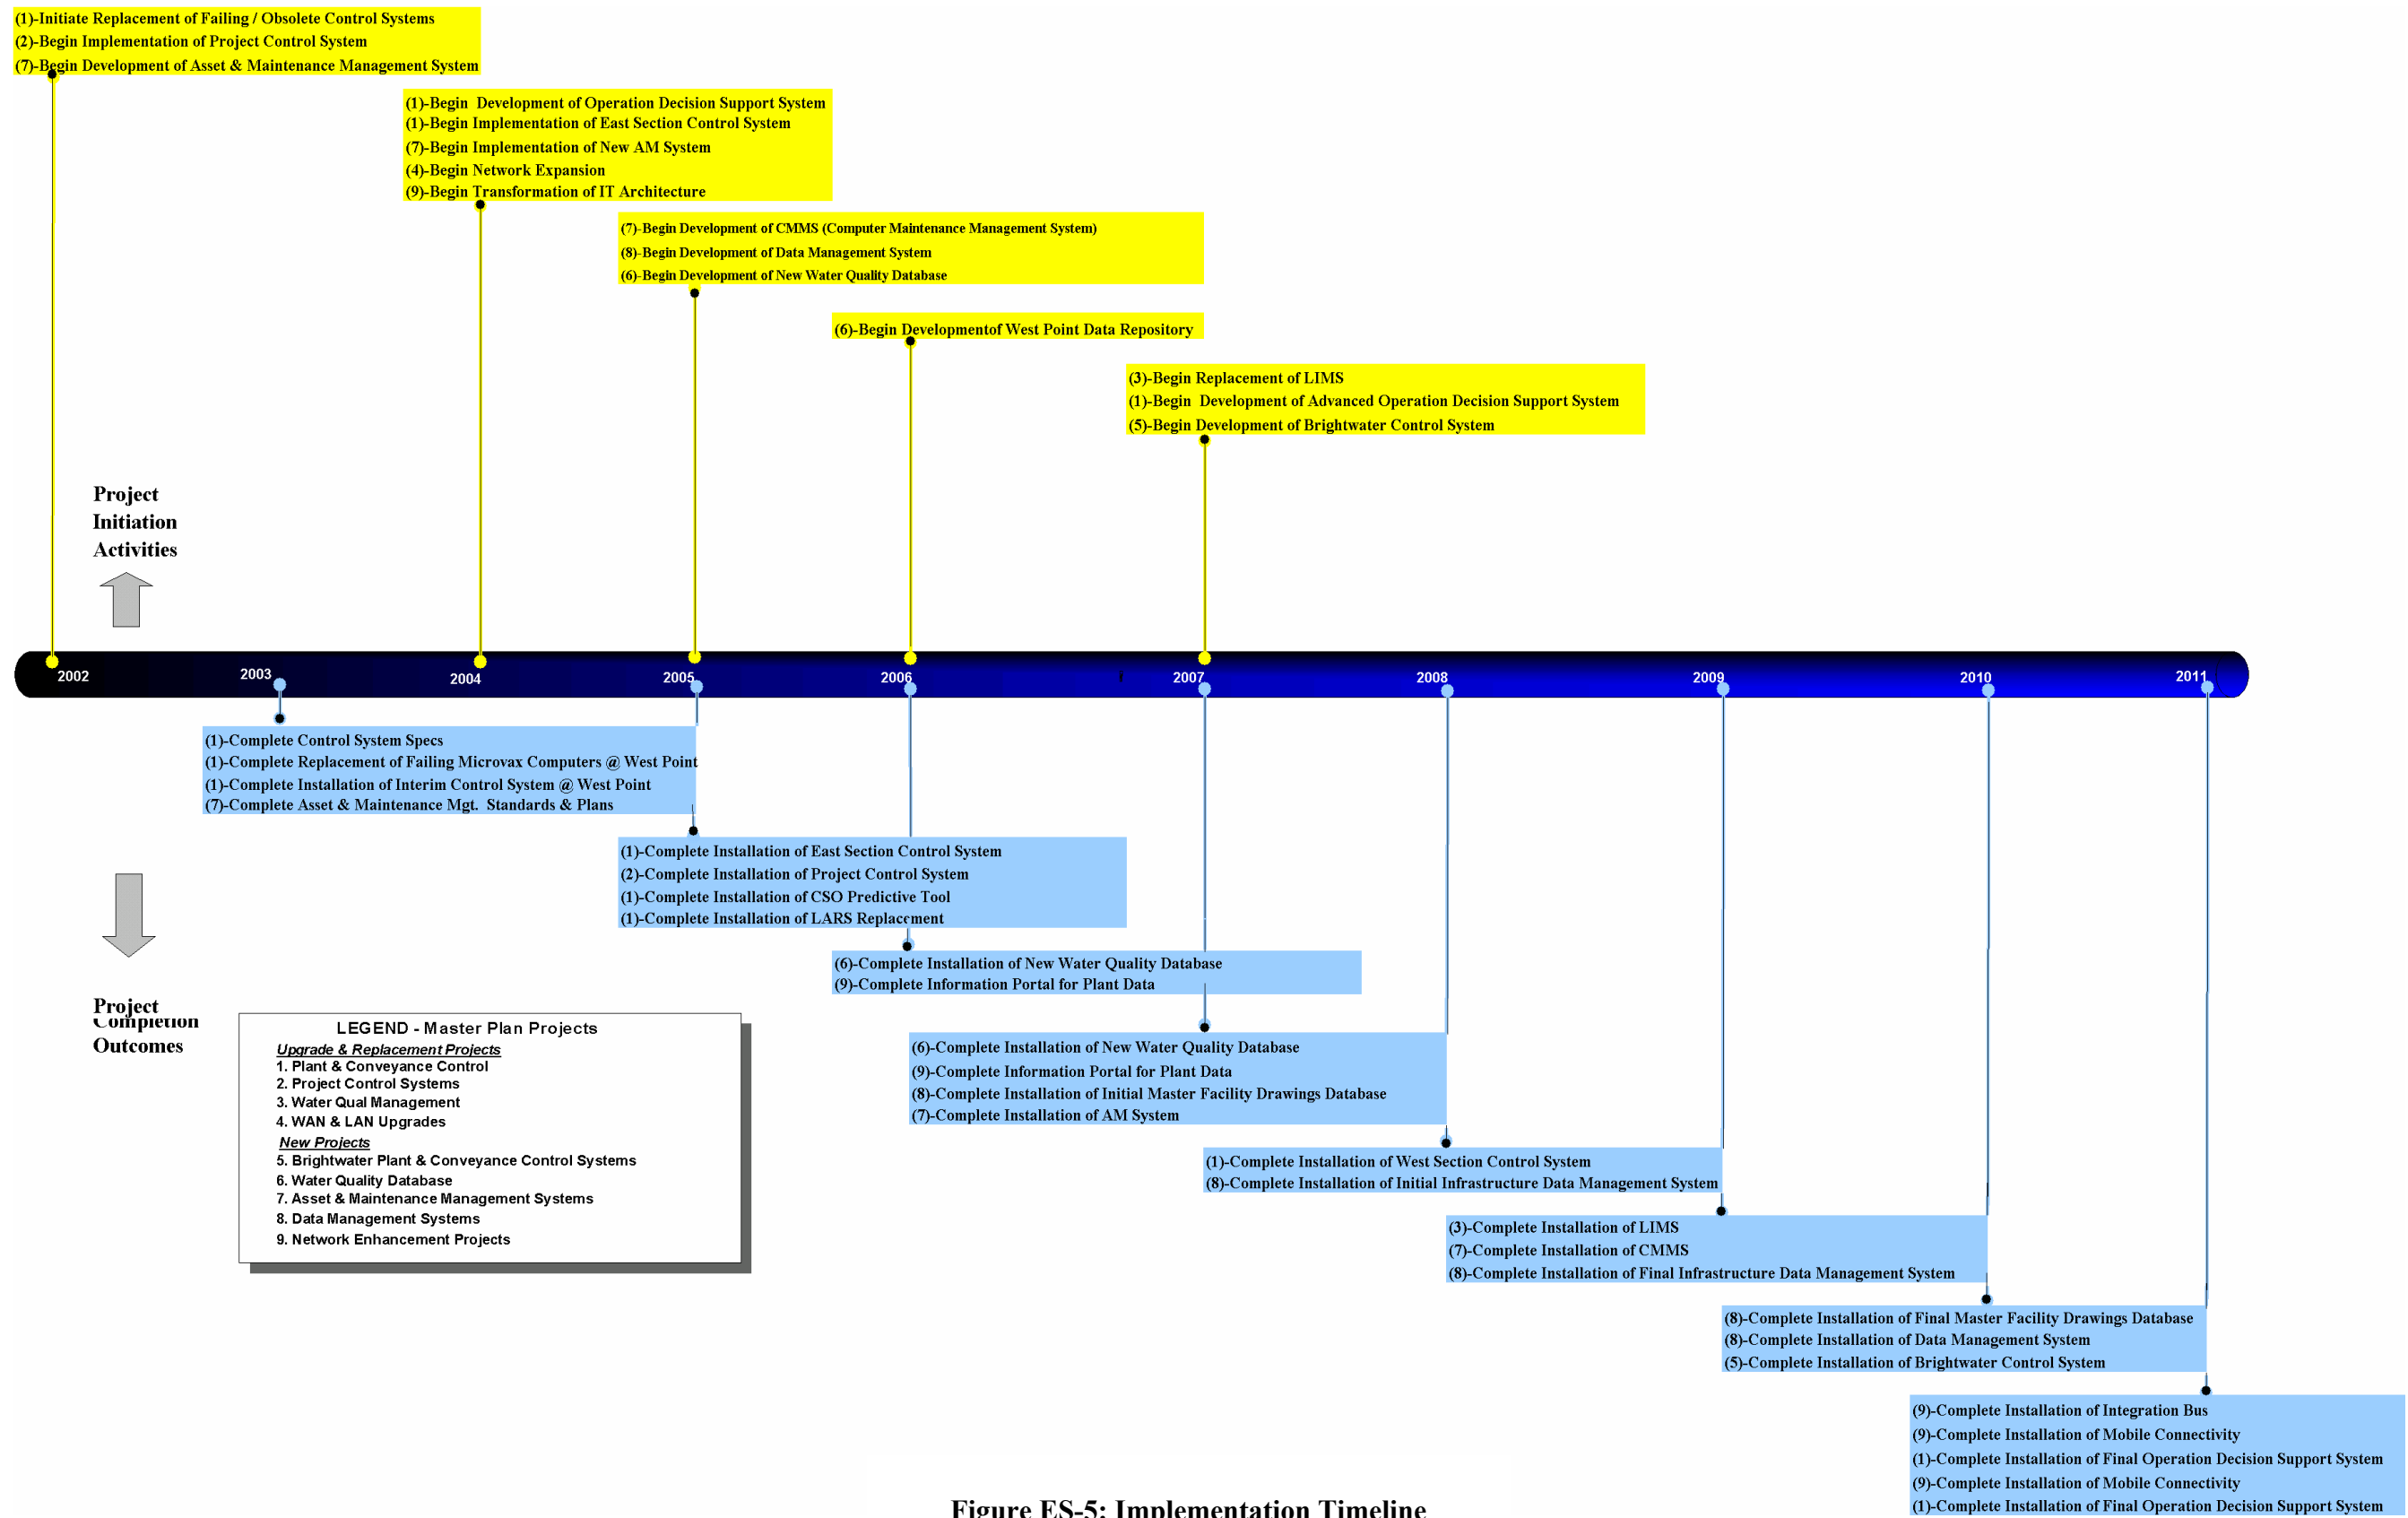 (1)-Initiate Replacement of Failing / Obsolete Control Systems
(2)-Begin Implementation of Project Control System
(7)-Begin Development of Asset & Maintenance Management System
(1)-Begin  Development of Operation Decision Support System
(1)-Begin Implementation of East Section Control System
(7)-Begin Implementation of New AM System
(4)-Begin Network Expansion
(9)-Begin Transformation of IT Architecture
(7)-Begin Development of CMMS (Computer Maintenance Management System)
(8)-Begin Development of Data Management System
(6)-Begin Development of New Water Quality Database
(6)-Begin Developmentof West Point Data Repository
(3)-Begin Replacement of LIMS
(1)-Begin  Development of Advanced Operation Decision Support System
(5)-Begin Development of Brightwater Control System
Project
Initiation
Activities
2002 2003 2004 2005 2006 2007 2008 2009 2010 2011
(1)-Complete Control System Specs
(1)-Complete Replacement of Failing Microvax Computers @ West Point
(1)-Complete Installation of Interim Control System @ West Point
(7)-Complete Asset & Maintenance Mgt.  Standards & Plans
(1)-Complete Installation of East Section Control System
(2)-Complete Installation of Project Control System
(1)-Complete Installation of CSO Predictive Tool
(1)-Complete Installation of LARS Replacement
(6)-Complete Installation of New Water Quality Database
(9)-Complete Information Portal for Plant Data
Project
Completion
Outcomes
LEGEND - Master Plan Projects
Upgrade & Replacement Projects
1. Plant & Conveyance Control
2. Project Control Systems
3. Water Qual Management
4. WAN & LAN Upgrades
New Projects
5. Brightwater Plant & Conveyance Control Systems
6. Water Quality Database
7. Asset & Maintenance Management Systems
8. Data Management Systems
9. Network Enhancement Projects
(6)-Complete Installation of New Water Quality Database
(9)-Complete Information Portal for Plant Data
(8)-Complete Installation of Initial Master Facility Drawings Database
(7)-Complete Installation of AM System
(1)-Complete Installation of West Section Control System
(8)-Complete Installation of Initial Infrastructure Data Management System
(3)-Complete Installation of LIMS
(7)-Complete Installation of CMMS
(8)-Complete Installation of Final Infrastructure Data Management System
(8)-Complete Installation of Final Master Facility Drawings Database
(8)-Complete Installation of Data Management System
(5)-Complete Installation of Brightwater Control System
(9)-Complete Installation of Integration Bus
(9)-Complete Installation of Mobile Connectivity
(1)-Complete Installation of Final Operation Decision Support System
(9)-Complete Installation of Mobile Connectivity
(1)-Complete Installation of Final Operation Decision Support System
Figure ES-5: Implementation Timeline